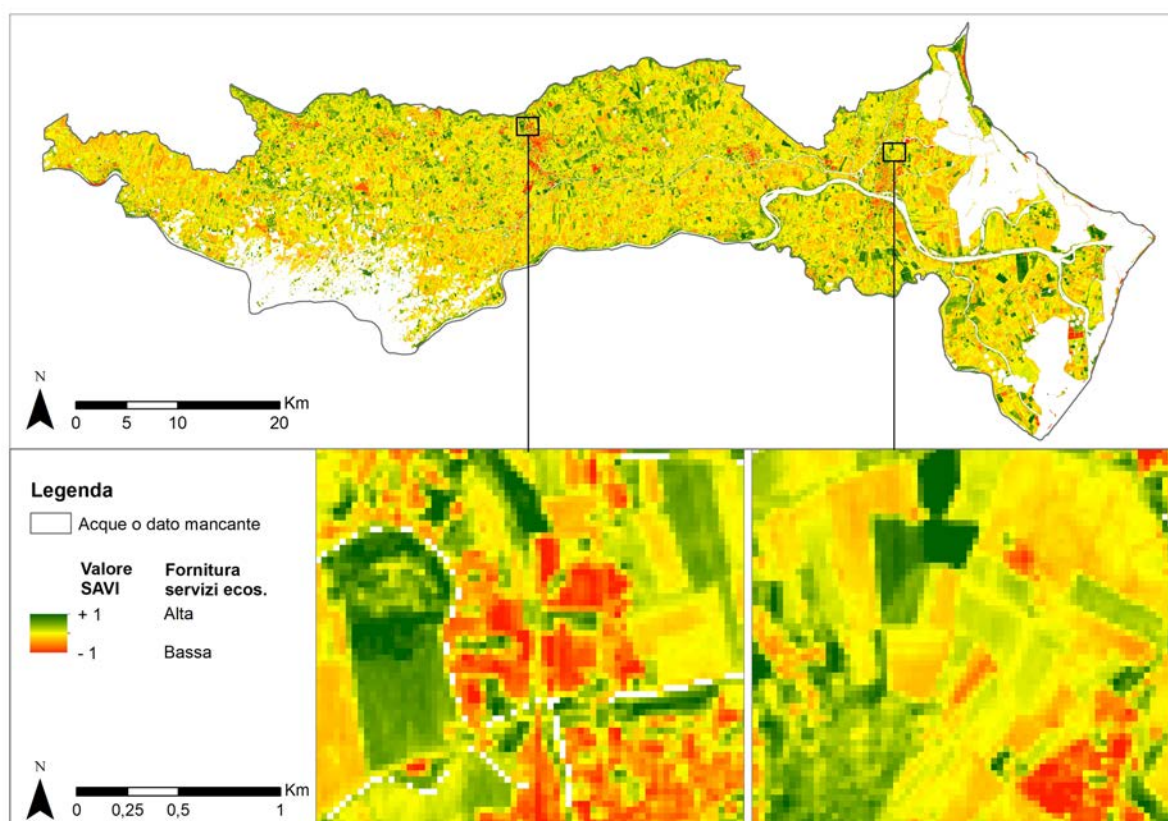 N
Km
0 5 10 20
Legenda
Acque o dato mancante
Valore SAVI
Fornitura servizi ecos.
+ 1 Alta
- 1 Bassa
N
Km
0 0,25 0,5 1